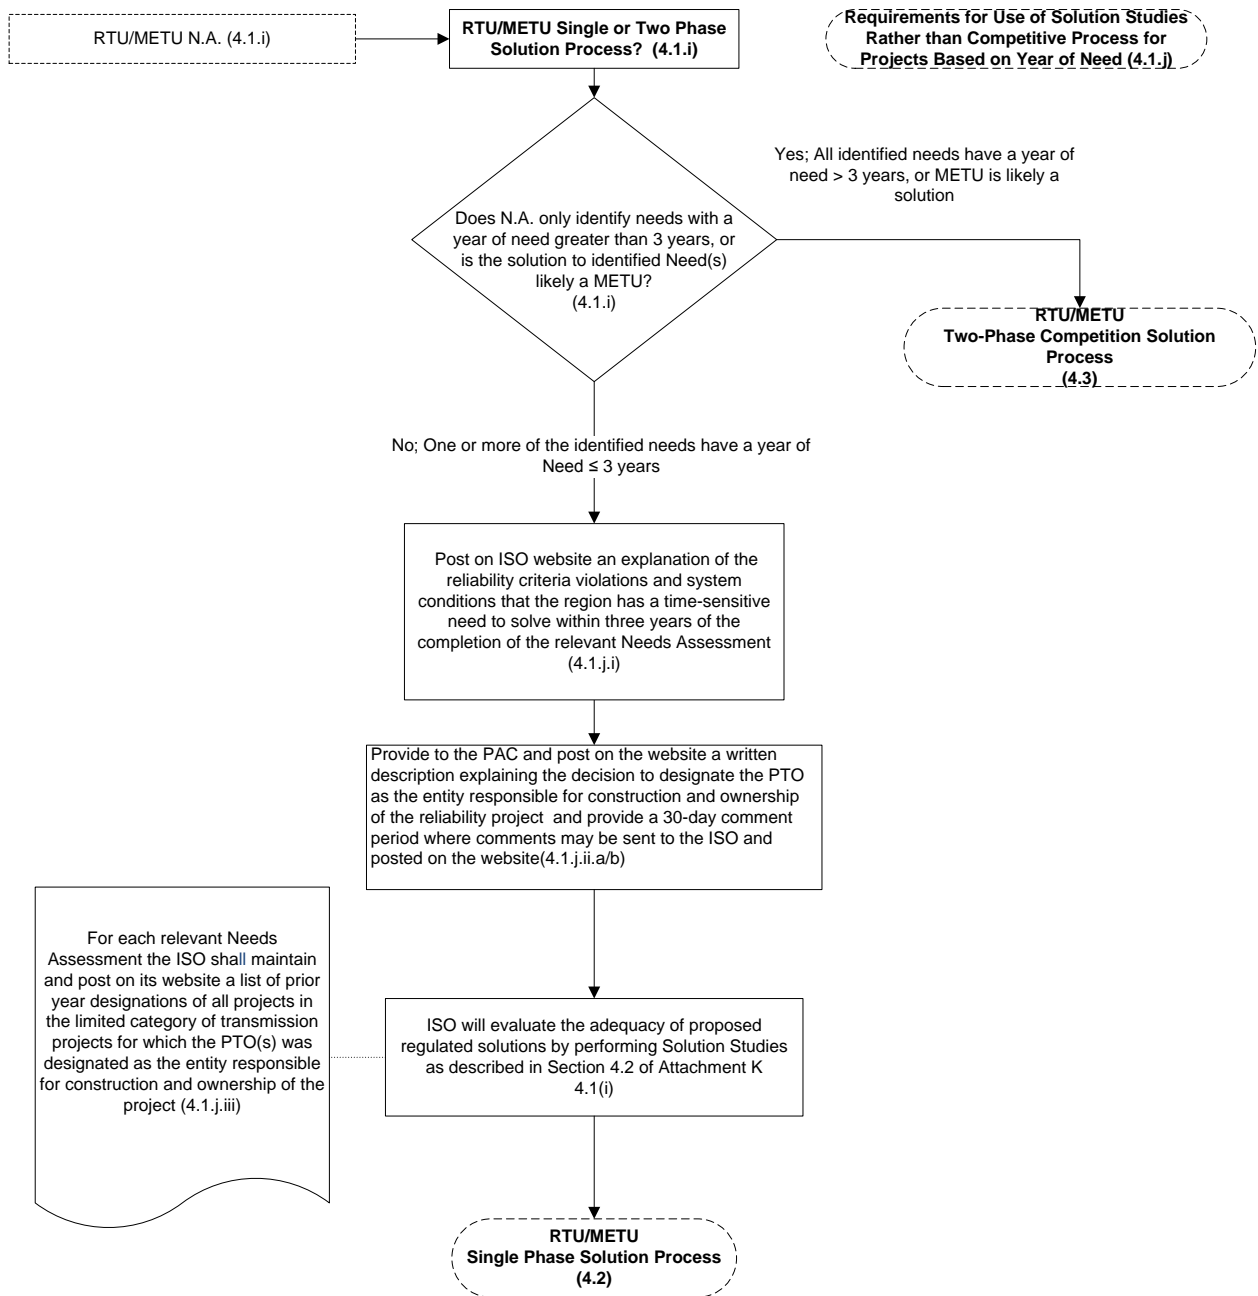 RTU/METU N.A. (4.1.i)
RTU/METU Single or Two Phase
Solution Process? (4.1.i)
Requirements for Use of Solution Studies
Rather than Competitive Process for
Projects Based on Year of Need (4.1.j)
Yes; All identified needs have a year of
need > 3 years, or METU is likely a
solution
Does N.A. only identify needs with a
year of need greater than 3 years, or
is the solution to identified Need(s)
likely a METU?
(4.1.i)
RTU/METU
Two-Phase Competition Solution
Process
(4.3)
No; One or more of the identified needs have a year of
Need ≤ 3 years
Post on ISO website an explanation of the
reliability criteria violations and system
conditions that the region has a time-sensitive
need to solve within three years of the
completion of the relevant Needs Assessment
(4.1.j.i)
Provide to the PAC and post on the website a written
description explaining the decision to designate the PTO
as the entity responsible for construction and ownership
of the reliability project and provide a 30-day comment
period where comments may be sent to the ISO and
posted on the website(4.1.j.ii.a/b)
For each relevant Needs
Assessment the ISO shall maintain
and post on its website a list of prior
year designations of all projects in
the limited category of transmission
projects for which the PTO(s) was
designated as the entity responsible
for construction and ownership of the
project (4.1.j.iii)
ISO will evaluate the adequacy of proposed
regulated solutions by performing Solution Studies
as described in Section 4.2 of Attachment K
4.1(i)
RTU/METU
Single Phase Solution Process
(4.2)